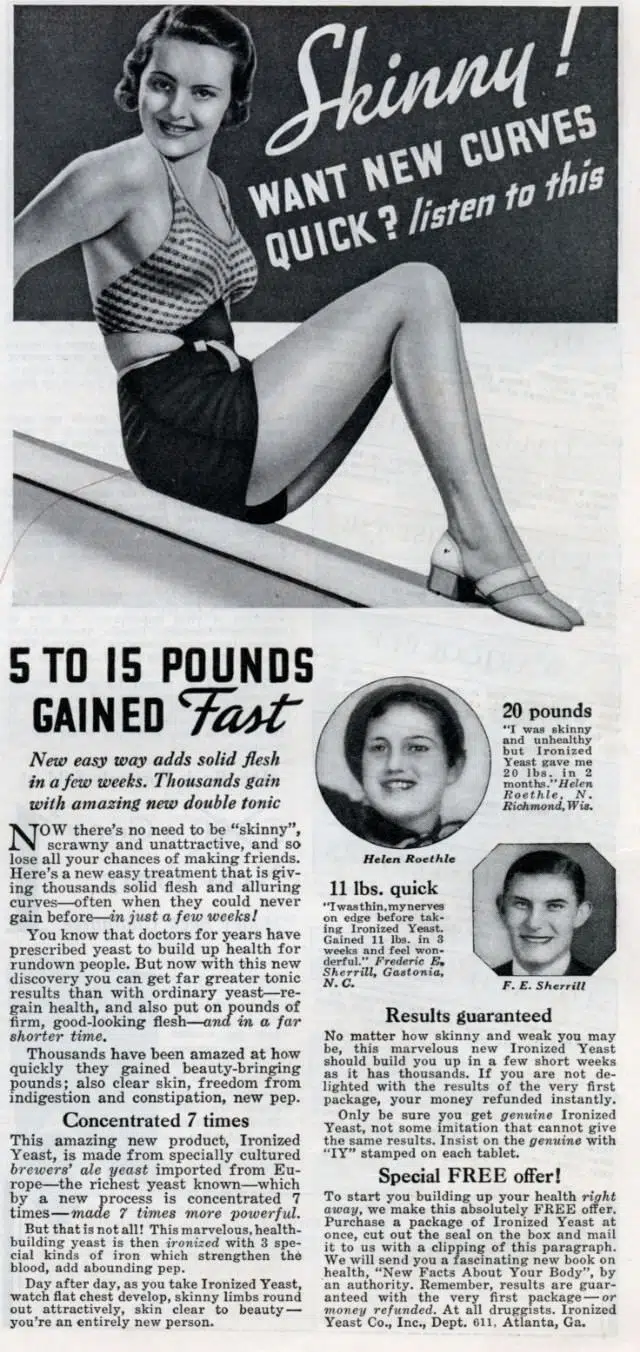 Skinny!
WANT NEW CURVES
QUICK? listen to this
5 TO 15 POUNDS
GAINED Fast
New easy way adds solid flesh
in a few weeks. Thousands gain
with amazing new double tonic
NOW there's no need to be "skinny",
scrawny and unattractive, and so
lose all your chances of making friends.
Here's a new easy treatment that is giv-
ing thousands solid flesh and alluring
curves—often when they could never
gain before—in just a few weeks!
You know that doctors for years have
prescribed yeast to build up health for
rundown people. But now with this new
discovery you can get far greater tonic
results than with ordinary yeast—re-
gain health, and also put on pounds of
firm, good-looking flesh—and in a far
shorter time.
Thousands have been amazed at how
quickly they gained beauty-bringing
pounds; also clear skin, freedom from
indigestion and constipation, new pep.
Concentrated 7 times
This amazing new product, Ironized
Yeast, is made from specially cultured
brewers' ale yeast imported from Eu-
rope—the richest yeast known—which
by a new process is concentrated 7
times—made 7 times more powerful.
But that is not all! This marvelous, health-
building yeast is then ironized with 3 spe-
cial kinds of iron which strengthen the
blood, add abounding pep.
Day after day, as you take Ironized Yeast,
watch flat chest develop, skinny limbs round
out attractively, skin clear to beauty—
you're an entirely new person.
Helen Roethle
20 pounds
"I was skinny
and unhealthy
but Ironized
Yeast gave me
20 lbs. in 2
months." Helen
Roethle, N.
Richmond, Wis.
11 lbs. quick
"I was thin, my nerves
on edge before tak-
ing Ironized Yeast.
Gained 11 lbs. in 3
weeks and feel won-
derful." Frederic E.
Sherrill, Gastonia,
N. C.
F. E. Sherrill
Results guaranteed
No matter how skinny and weak you may
be, this marvelous new Ironized Yeast
should build you up in a few short weeks
as it has thousands. If you are not de-
lighted with the results of the very first
package, your money refunded instantly.
Only be sure you get genuine Ironized
Yeast, not some imitation that cannot give
the same results. Insist on the genuine with
"IY" stamped on each tablet.
Special FREE offer!
To start you building up your health right
away, we make this absolutely FREE offer.
Purchase a package of Ironized Yeast at
once, cut out the seal on the box and mail
it to us with a clipping of this paragraph.
We will send you a fascinating new book on
health, "New Facts About Your Body", by
an authority. Remember, results are guar-
anteed with the very first package—or
money refunded. At all druggists. Ironized
Yeast Co., Inc., Dept. 611, Atlanta, Ga.